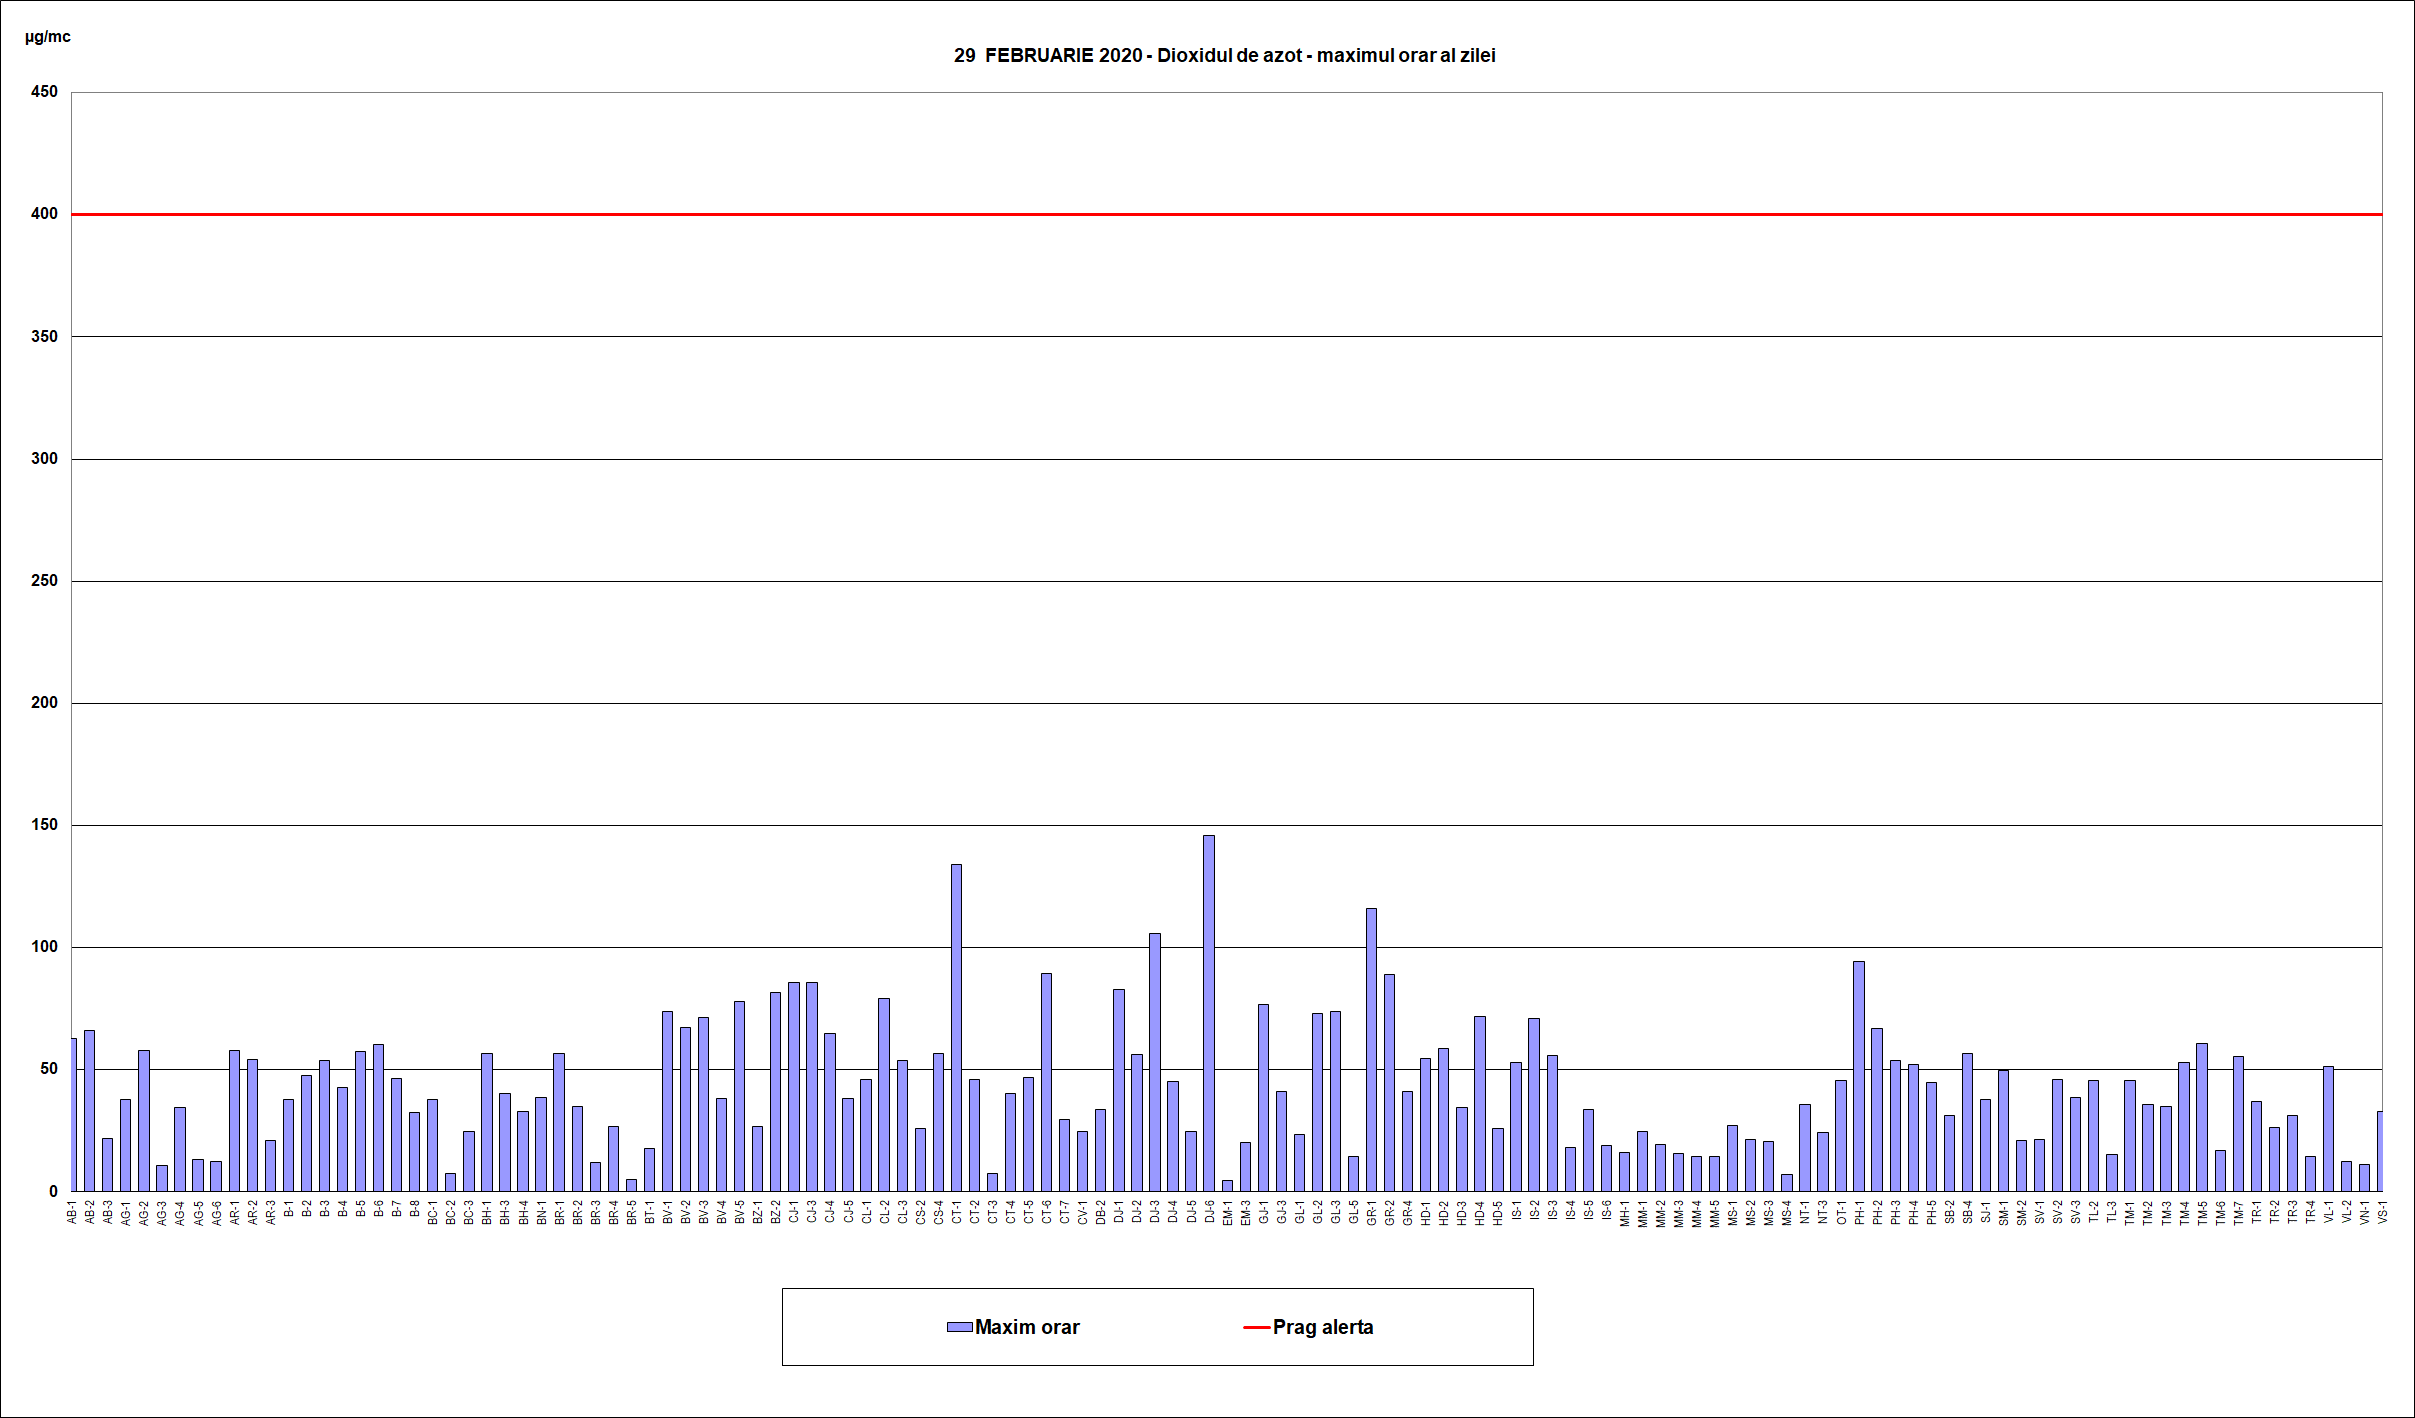 µg/mc
29 FEBRUARIE 2020 - Dioxidul de azot - maximul orar al zilei
450
400
350
300
250
200
150
100
50
0
AB-1 AB-2 AB-3 AG-1 AG-2 AG-3 AG-4 AG-5 AG-6 AR-1 AR-2 AR-3 B-1 B-2 B-3 B-4 B-5 B-6 B-7 B-8 BC-1 BC-2 BC-3 BH-1 BH-3 BH-4 BN-1 BR-1 BR-2 BR-3 BR-4 BR-5 BT-1 BV-1 BV-2 BV-3 BV-4 BV-5 BZ-1 BZ-2 CJ-1 CJ-3 CJ-4 CJ-5 CL-1 CL-2 CL-3 CS-2 CS-4 CT-1 CT-2 CT-3 CT-4 CT-5 CT-6 CT-7 CV-1 DB-2 DJ-1 DJ-2 DJ-3 DJ-4 DJ-5 DJ-6 EM-1 EM-3 GJ-1 GJ-3 GL-1 GL-2 GL-3 GL-5 GR-1 GR-2 GR-4 HD-1 HD-2 HD-3 HD-4 HD-5 IS-1 IS-2 IS-3 IS-4 IS-5 IS-6 MH-1 MM-1 MM-2 MM-3 MM-4 MM-5 MS-1 MS-2 MS-3 MS-4 NT-1 NT-3 OT-1 PH-1 PH-2 PH-3 PH-4 PH-5 SB-2 SB-4 SJ-1 SM-1 SM-2 SV-1 SV-2 SV-3 TL-2 TL-3 TM-1 TM-2 TM-3 TM-4 TM-5 TM-6 TM-7 TR-1 TR-2 TR-3 TR-4 VL-1 VL-2 VN-1 VS-1
Maxim orar
Prag alerta